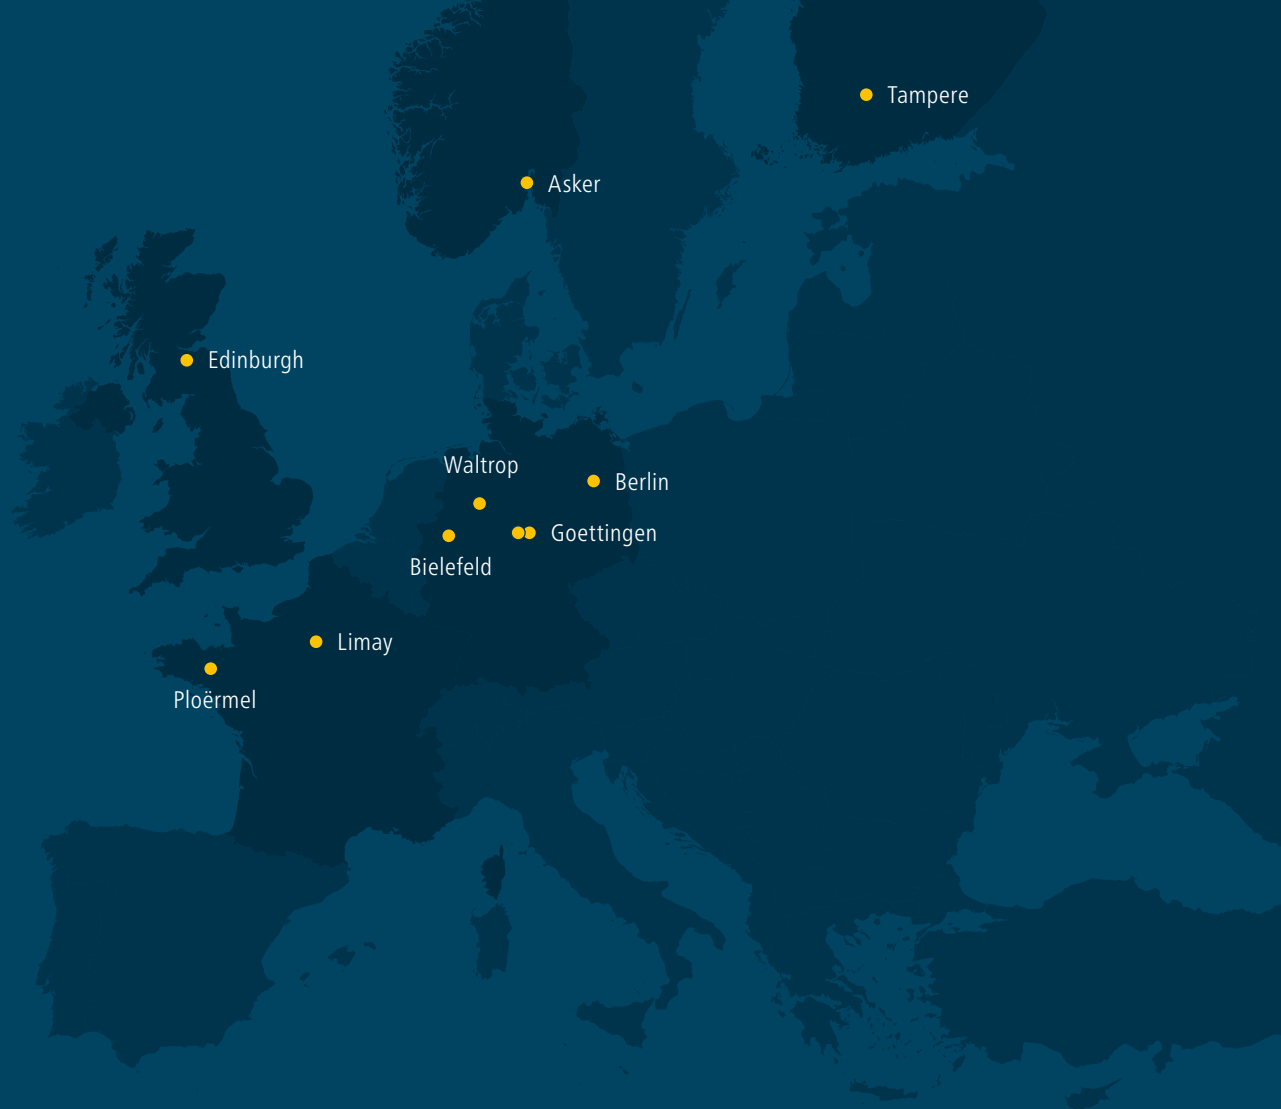 Tampere
Asker
Edinburgh
Waltrop
Berlin
Goettingen
Bielefeld
Limay
Ploërmel